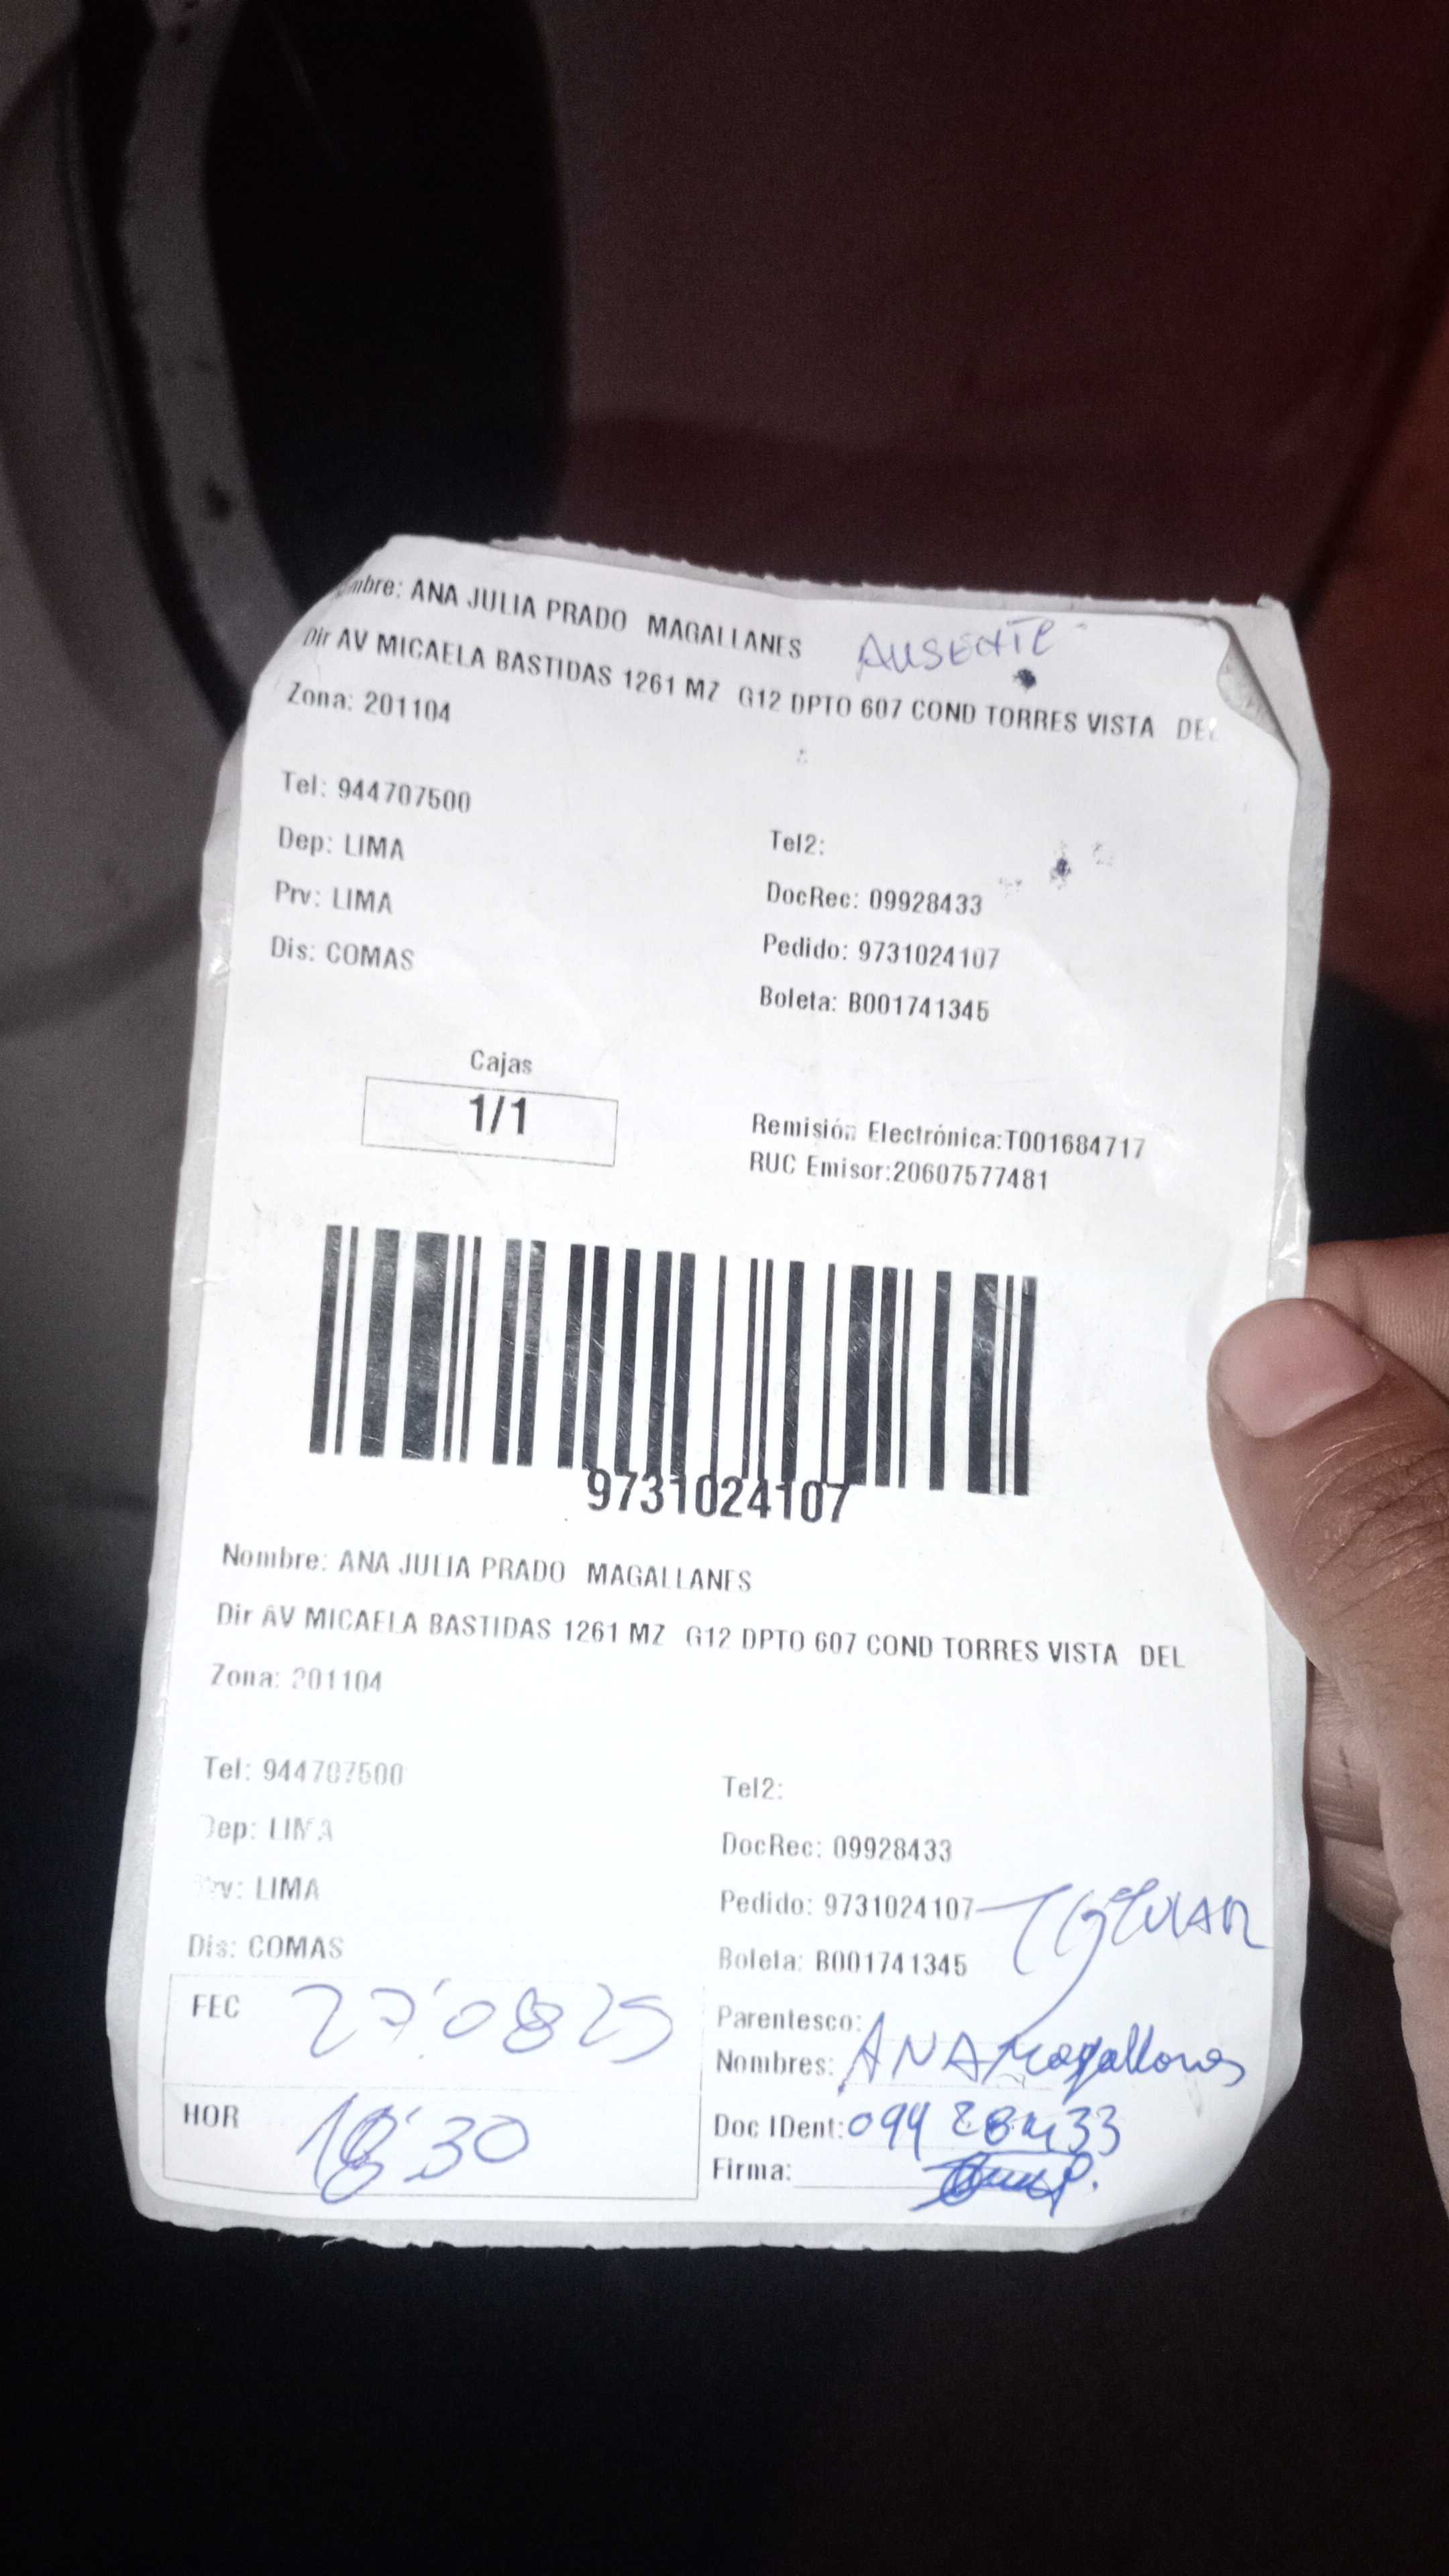 mbre: ANA JULIA PRADO MAGALLANES AUSENTE
Dir AV MICAELA BASTIDAS 1261 MZ G12 DPTO 607 COND TORRES VISTA DEL
Zona: 201104
Tel: 944707500
Tel2:
Dep: LIMA
DocRec: 09928433
Prv: LIMA
Pedido: 9731024107
Dis: COMAS
Boleta: B001741345
Cajas
1/1
Remisión Electrónica:T001684717
RUC Emisor:20607577481
9731024107
Nombre: ANA JULIA PRADO MAGALLANES
Dir AV MICAELA BASTIDAS 1261 MZ G12 DPTO 607 COND TORRES VISTA DEL
Zona: 201104
Tel: 944707500
Tel2:
Dep: LIMA
DocRec: 09928433
Prv: LIMA
Pedido: 9731024107
Dis: COMAS
Boleta: B001741345
FEC 27'08 25
Parentesco:
Nombres: ANA Magallanes
HOR 18:30
Doc IDent:
Firma: